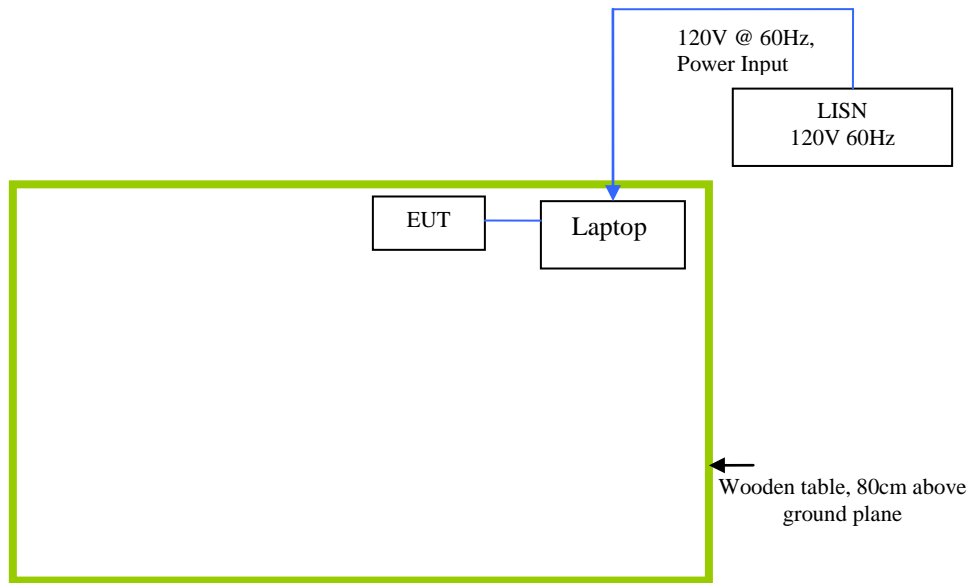 120V @ 60Hz,
Power Input
LISN
120V 60Hz
EUT
Laptop
Wooden table, 80cm above
ground plane